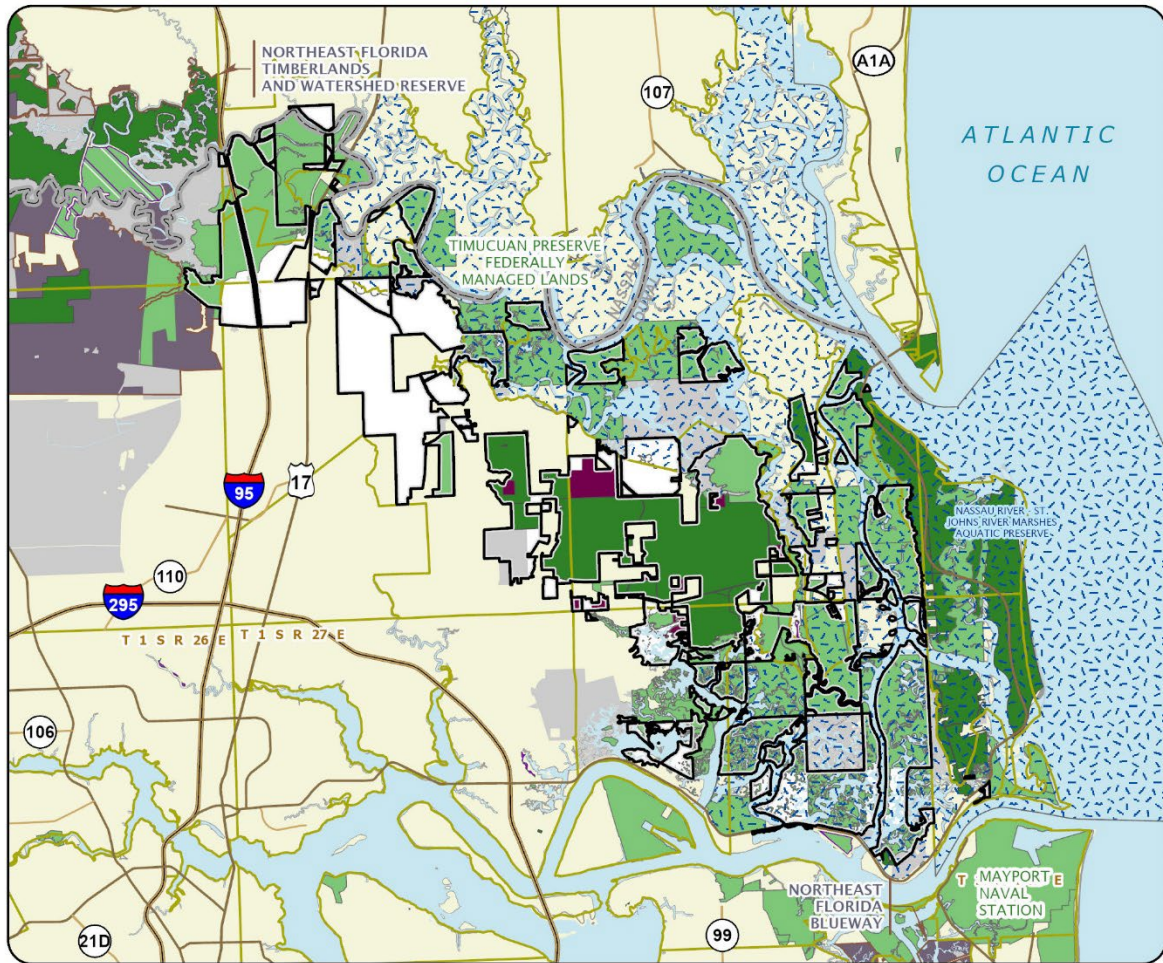 NORTHEAST FLORIDA
TIMBERLANDS
AND WATERSHED RESERVE
107
A1A
ATLANTIC
OCEAN
TIMUCUAN PRESERVE
FEDERALLY
MANAGED LANDS
NASSAU
DUVAL
95
17
NASSAU RIVER - ST.
JOHNS RIVER MARSHES
AQUATIC PRESERVE
110
295
T 1 S R 26 E
T 1 S R 27 E
106
21D
99
NORTHEAST
FLORIDA
BLUEWAY
T
E
MAYPORT
NAVAL
STATION